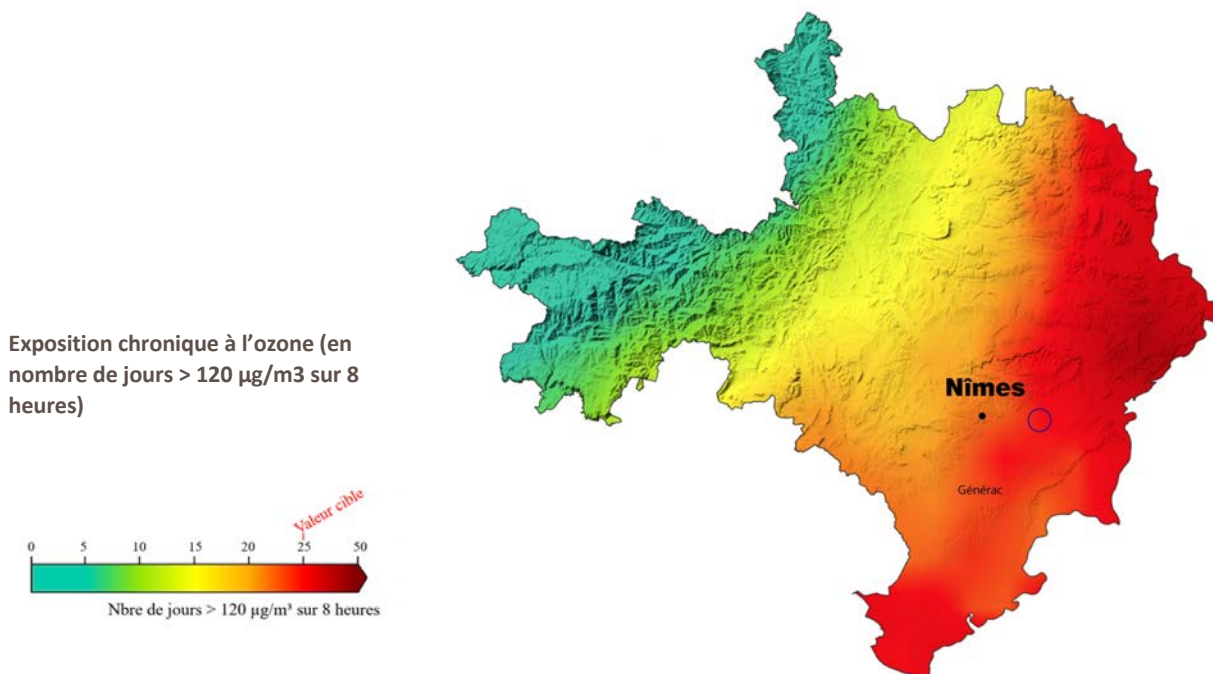 Exposition chronique à l’ozone (en
nombre de jours > 120 µg/m3 sur 8
heures)
Valeur cible
0 5 10 15 20 25 50
Nbre de jours > 120 µg/m³ sur 8 heures
Nîmes
Générac